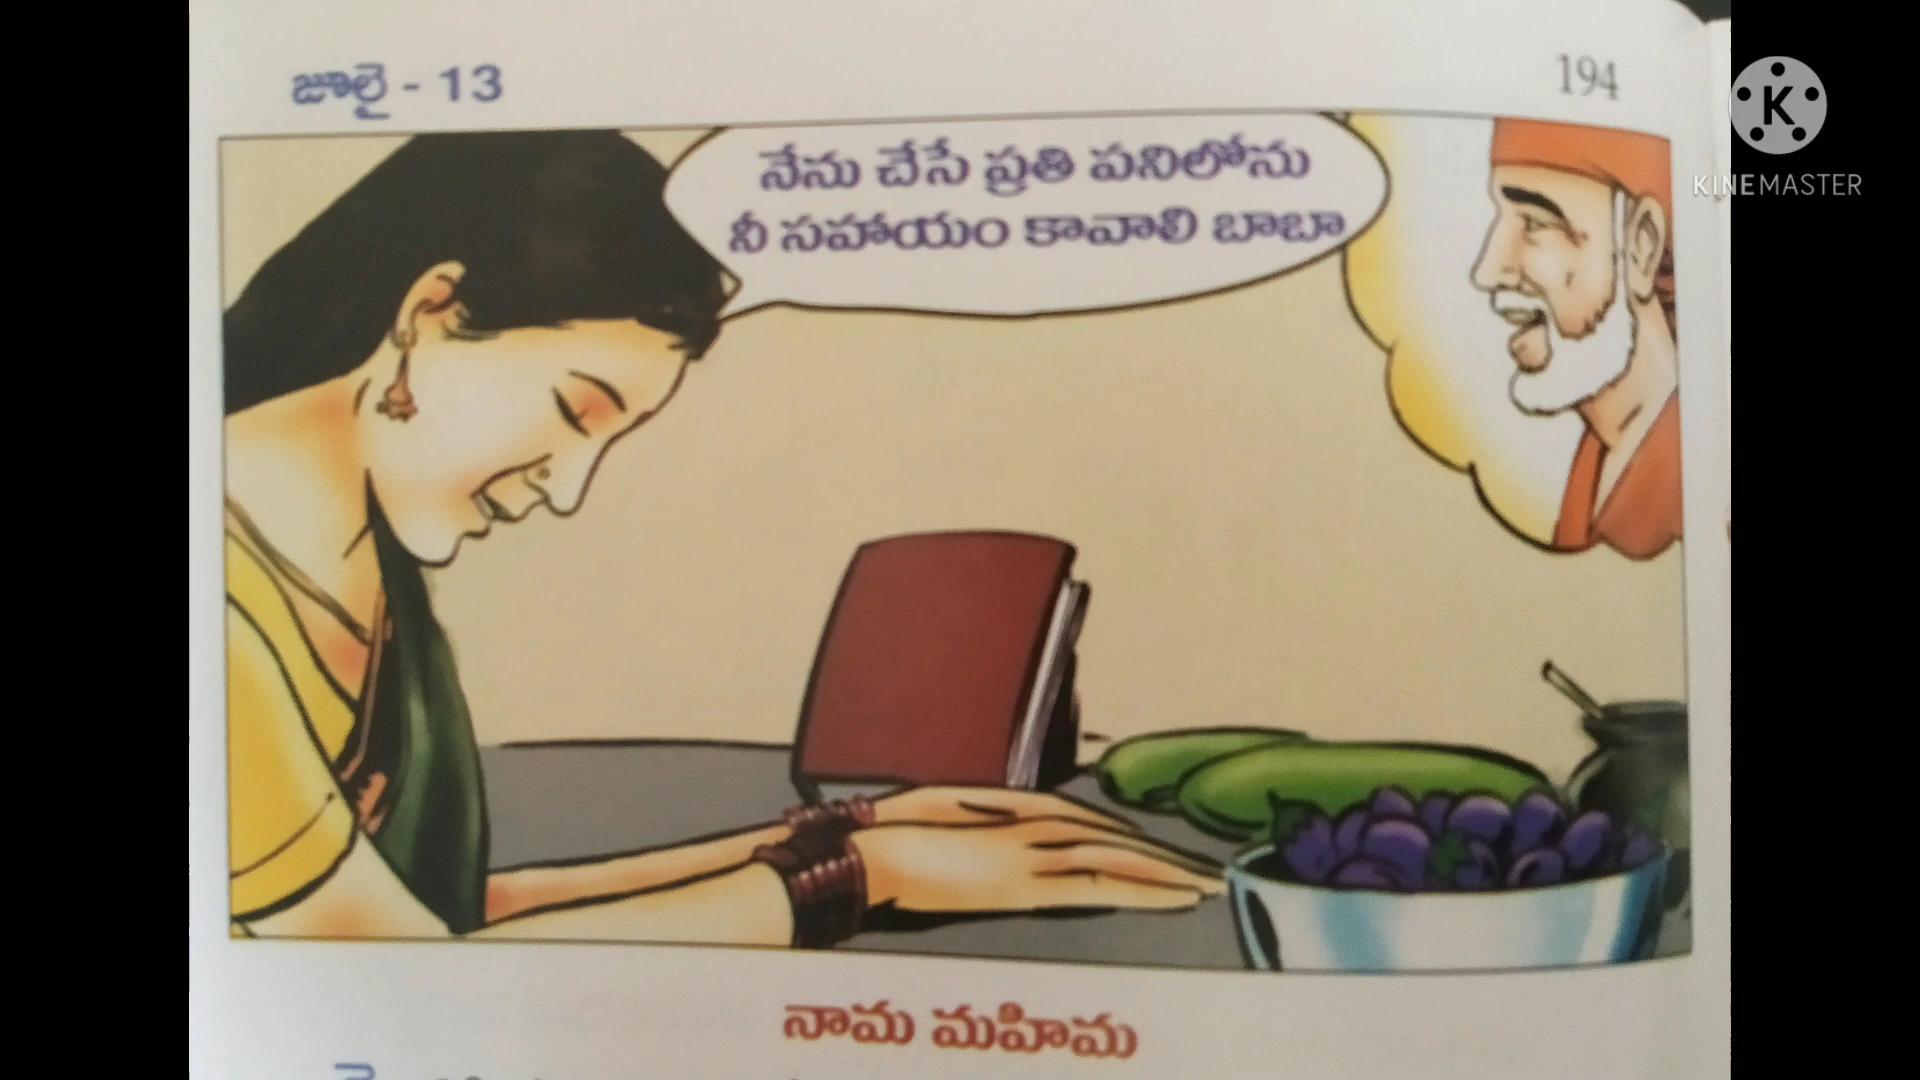 జూలై - 13
194
K
KINEMASTER
నేను చేసే ప్రతి పనిలోను
నీ సహాయం కావాలి బాబా
నామ మహిమ